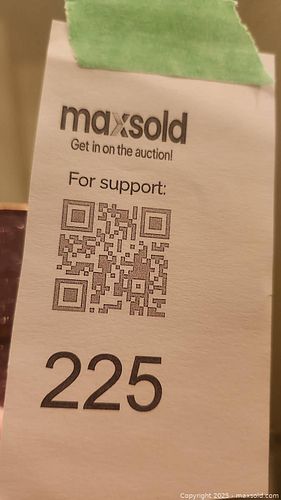 maxsold
Get in on the auction!
For support:
225
Copyright 2025 - maxsold.com